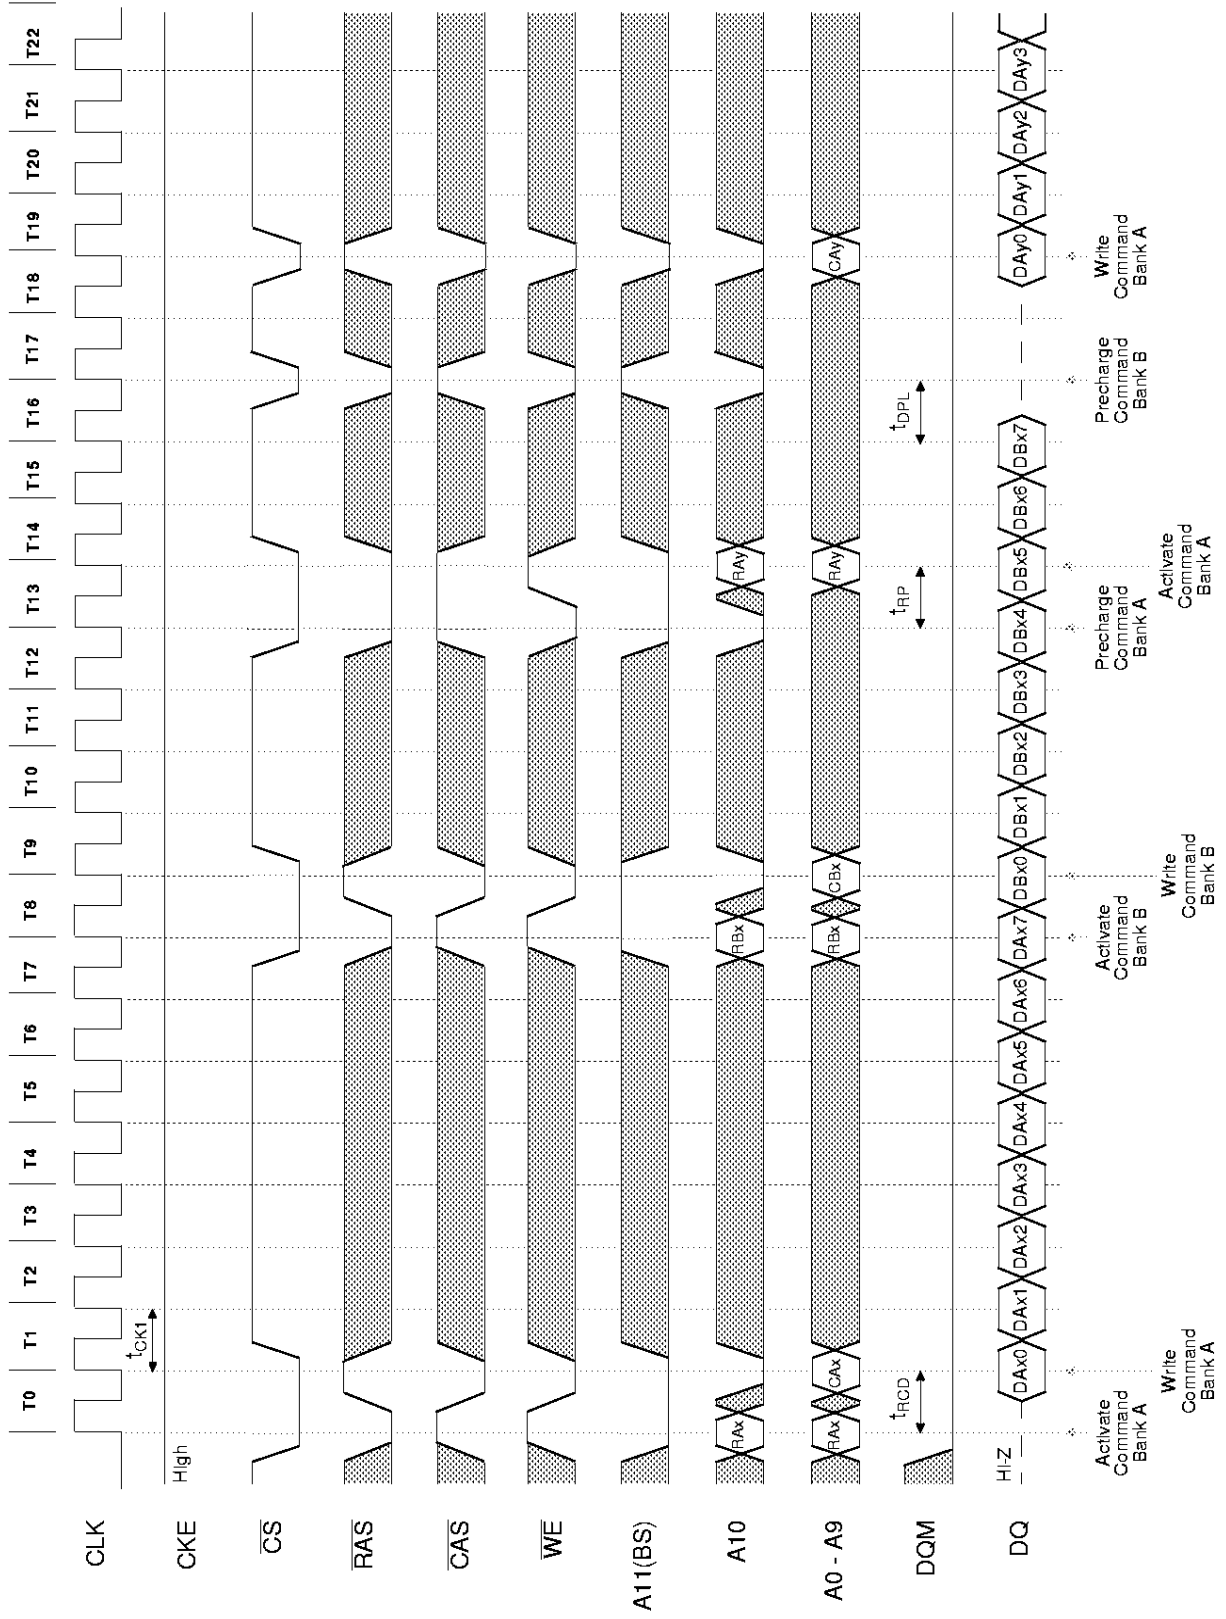 T0 T1 T2 T3 T4 T5 T6 T7 T8 T9 T10 T11 T12 T13 T14 T15 T16 T17 T18 T19 T20 T21 T22
CLK
tCK1
CKE
High
CS
RAS
CAS
WE
A11(BS)
A10
RAx RBx RAy
A0 - A9
RAx CAx RBx CBx RAy CAy
DQM
tRCD tRP tDPL
DQ
Hi-Z
DAx0 DAx1 DAx2 DAx3 DAx4 DAx5 DAx6 DAx7 DBx0 DBx1 DBx2 DBx3 DBx4 DBx5 DBx6 DBx7 DAy0 DAy1 DAy2 DAy3
Activate
Command
Bank A
Write
Command
Bank A
Activate
Command
Bank B
Write
Command
Bank B
Precharge
Command
Bank A
Activate
Command
Bank A
Precharge
Command
Bank B
Write
Command
Bank A